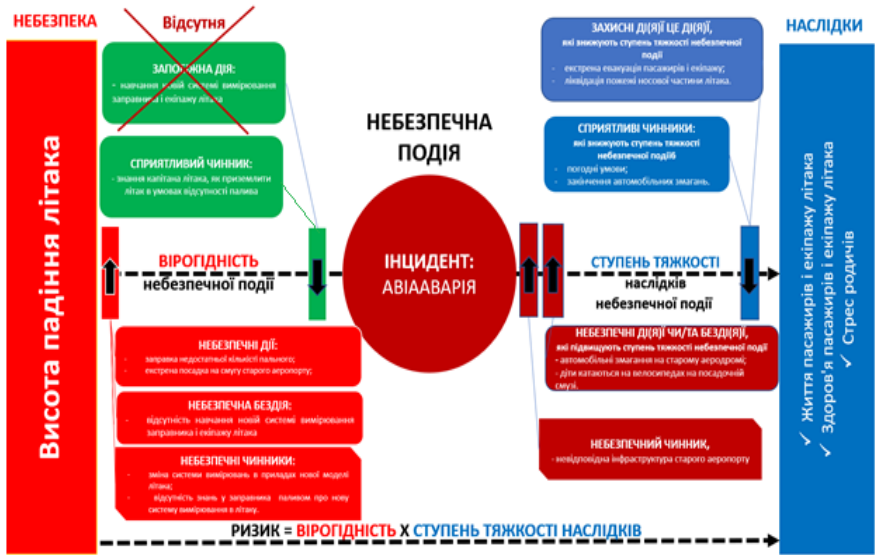 НЕБЕЗПЕКА
Висота падіння літака
Відсутня
ЗАПОБІЖНА ДІЯ:
- навчання новій системі вимірювання
заправника і екіпажу літака
СПРИЯТЛИВИЙ ЧИННИК:
- знання капітана літака, як приземлити
літак в умовах відсутності палива
ВІРОГІДНІСТЬ
небезпечної події
НЕБЕЗПЕЧНІ ДІЇ:
- заправка недостатньої кількості пального;
- екстрена посадка на смугу старого аеропорту;
НЕБЕЗПЕЧНА БЕЗДІЯ:
- відсутність навчання новій системі вимірювання
заправника і екіпажу літака
НЕБЕЗПЕЧНІ ЧИННИКИ:
- зміна системи вимірювань в приладах нової моделі
літака;
- відсутність знань у заправника паливом про нову
систему вимірювання в літаку.
НЕБЕЗПЕЧНА
ПОДІЯ
ІНЦИДЕНТ:
АВІААВАРІЯ
ЗАХИСНІ ДІ(Я)Ї ЦЕ ДІ(Я)Ї,
які знижують ступень тяжкості небезпечної
події
- екстрена евакуація пасажирів і екіпажу;
- ліквідація пожежі носової частини літака.
СПРИЯТЛИВІ ЧИННИКИ:
які знижують ступень тяжкості
небезпечної події6
- погодні умови;
- закінчення автомобільних змагань.
СТУПЕНЬ ТЯЖКОСТІ
наслідків
небезпечної події
НЕБЕЗПЕЧНІ ДІ(Я)Ї ЧИ/ТА БЕЗДІ(Я)Ї,
які підвищують ступень тяжкості небезпечної події
- автомобільні змагання на старому аеродромі;
- діти катаються на велосипедах на посадочній
смузі.
НЕБЕЗПЕЧНИЙ ЧИННИК,
- невідповідна інфраструктура старого аеропорту
НАСЛІДКИ
✓ Життя пасажирів і екіпажу літака
✓ Здоров'я пасажирів і екіпажу літака
✓ Стрес родичів
РИЗИК = ВІРОГІДНІСТЬ Х СТУПЕНЬ ТЯЖКОСТІ НАСЛІДКІВ